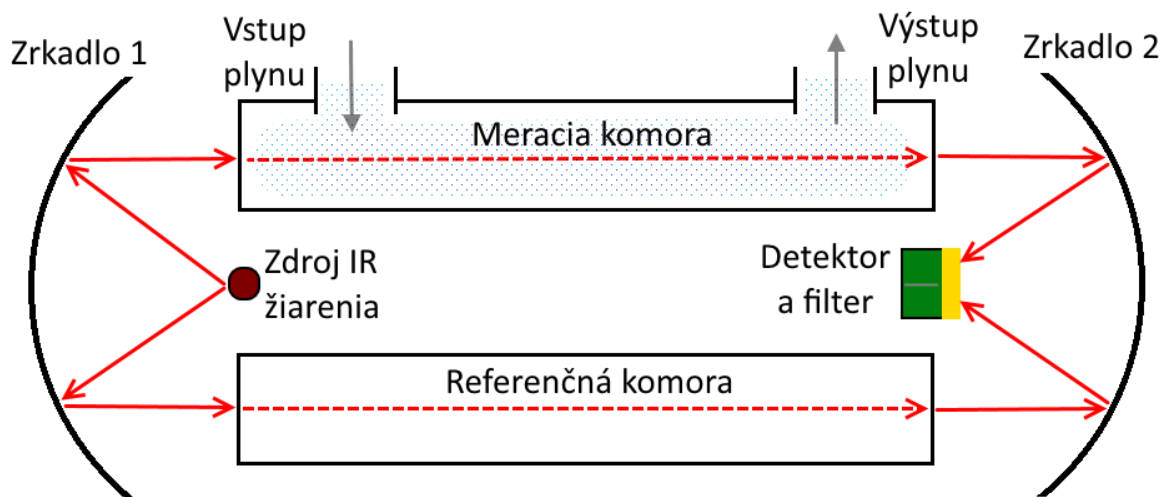 Zrkadlo 1
Vstup
plynu
Výstup
plynu
Zrkadlo 2
Meracia komora
Zdroj IR
žiarenia
Detektor
a filter
Referenčná komora